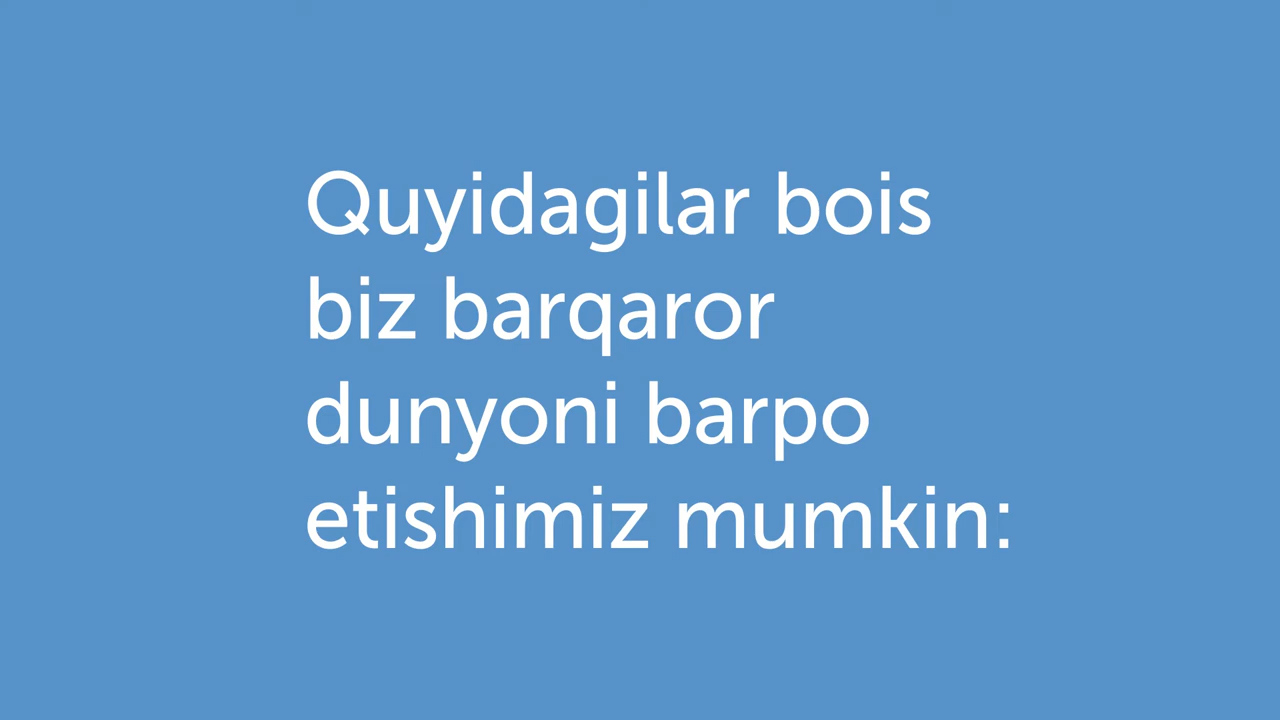 Quyidagilar bois
biz barqaror
dunyoni barpo
etishimiz mumkin: